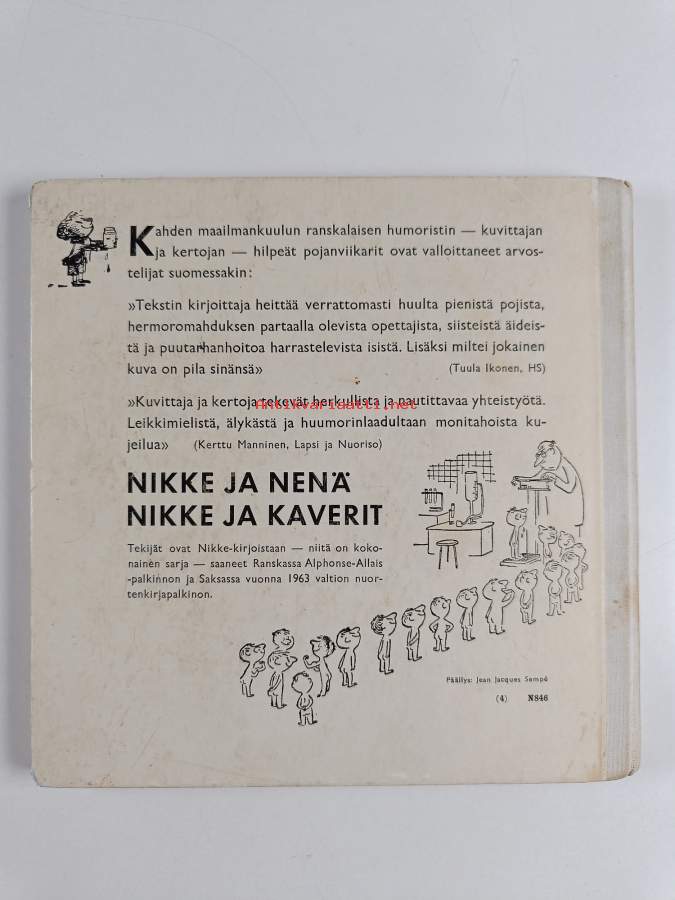 Kahden maailmankuulun ranskalaisen humoristin — kuvittajan
ja kertojan — hilpeät pojanviikarit ovat valloittaneet arvos-
telijat suomessakin:
»Tekstin kirjoittaja heittää verrattomasti huulta pienistä pojista,
hermoromahduksen partaalla olevista opettajista, siisteistä äideis-
tä ja puutarhanhoitoa harrastelevista isistä. Lisäksi miltei jokainen
kuva on pila sinänsä» (Tuula Ikonen, HS)
»Kuvittaja ja kertoja tekevät herkullista ja nautittavaa yhteistyötä.
Antikvariaatti.net
Leikkimielistä, älykästä ja huumorinlaadultaan monitahoista ku-
jeilua» (Kerttu Manninen, Lapsi ja Nuoriso)
NIKKE JA NENÄ
NIKKE JA KAVERIT
Tekijät ovat Nikke-kirjoistaan — niitä on koko-
nainen sarja — saaneet Ranskassa Alphonse-Allais
-palkinnon ja Saksassa vuonna 1963 valtion nuor-
tenkirjapalkinon.
Päällys: Jean Jacques Sempé
(4) N846